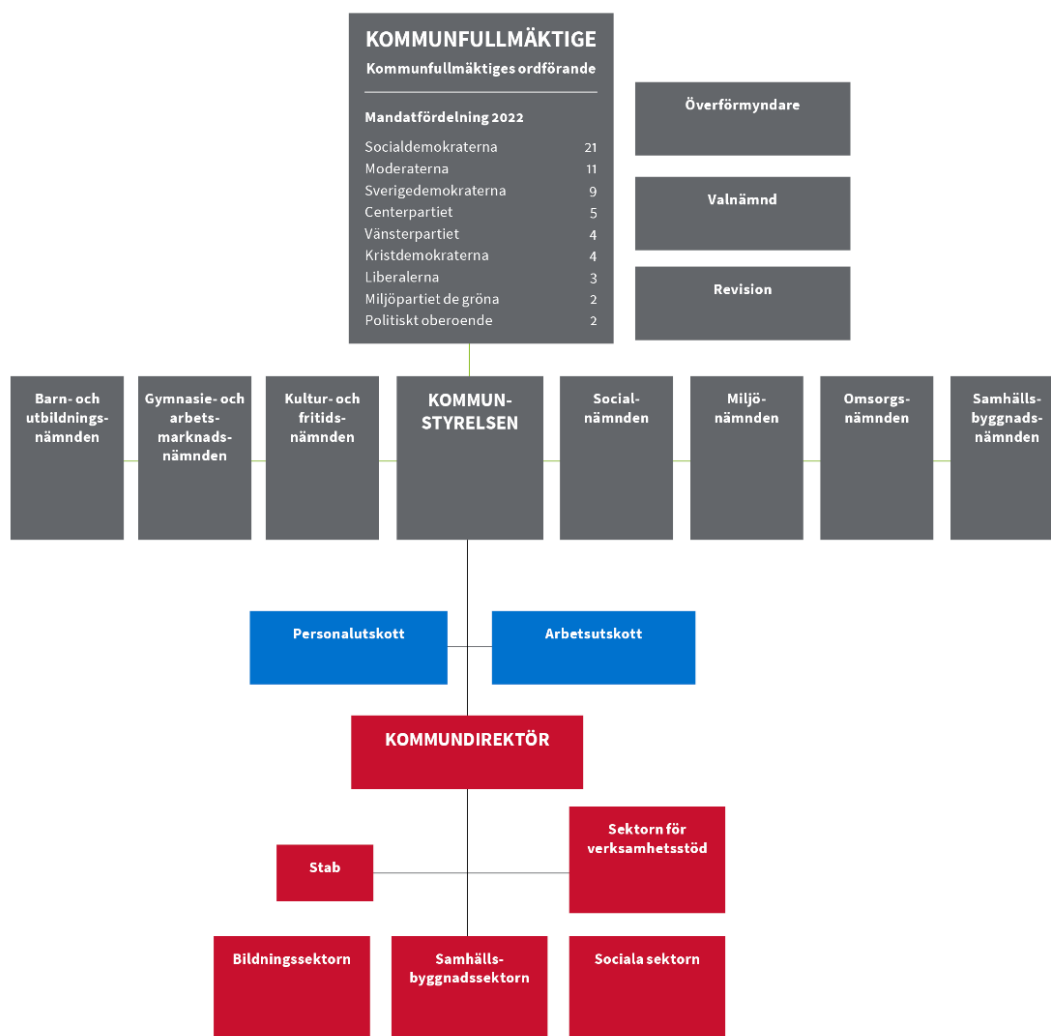 KOMMUNFULLMÄKTIGE
Kommunfullmäktiges ordförande
Mandatfördelning 2022
Socialdemokraterna 21
Moderaterna 11
Sverigedemokraterna 9
Centerpartiet 5
Vänsterpartiet 4
Kristdemokraterna 4
Liberalerna 3
Miljöpartiet de gröna 2
Politiskt oberoende 2
Överförmyndare
Valnämnd
Revision
Barn- och
utbildnings-
nämnden
Gymnasie- och
arbets-
marknads-
nämnden
Kultur- och
fritids-
nämnden
KOMMUN-
STYRELSEN
Social-
nämnden
Miljö-
nämnden
Omsorgs-
nämnden
Samhälls-
byggnads-
nämnden
Personalutskott
Arbetsutskott
KOMMUNDIREKTÖR
Stab
Sektorn för
verksamhetsstöd
Bildningssektorn
Samhälls-
byggnadssektorn
Sociala sektorn